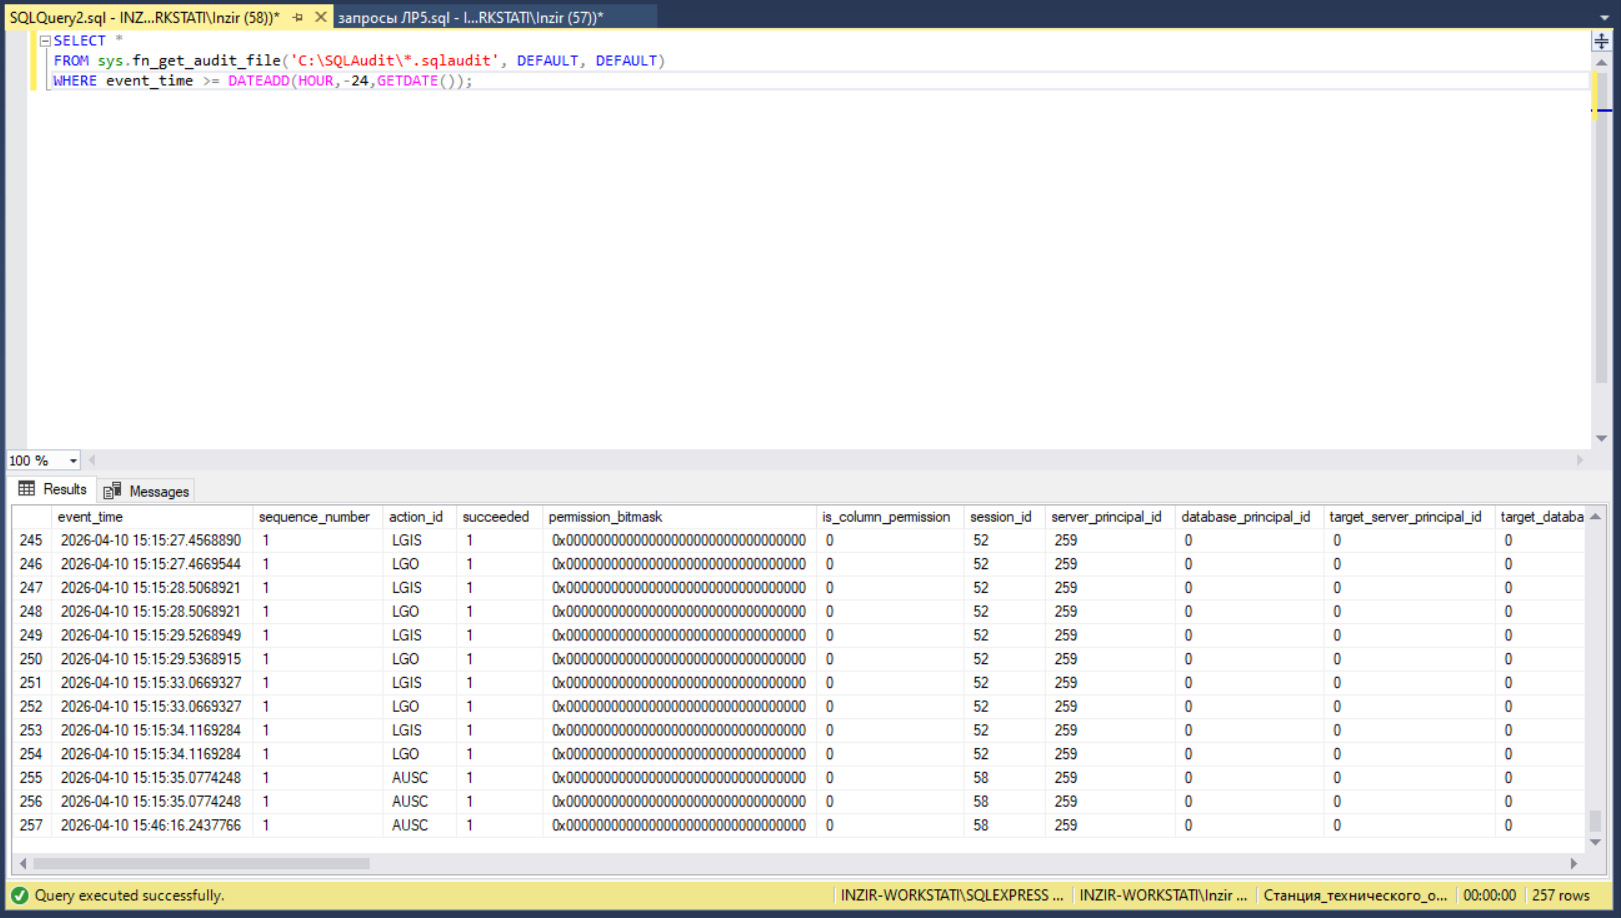 SQLQuery2.sql - INZ...RKSTATI\Inzir (58))* запросы ЛР5.sql - I...RKSTATI\Inzir (57))*
SELECT *
FROM sys.fn_get_audit_file('C:\SQLAudit\*.sqlaudit', DEFAULT, DEFAULT)
WHERE event_time >= DATEADD(HOUR,-24,GETDATE());
100 %
Results Messages
event_time sequence_number action_id succeeded permission_bitmask is_column_permission session_id server_principal_id database_principal_id target_server_principal_id target_databa
245 2026-04-10 15:15:27.4568890 1 LGIS 1 0x00000000000000000000000000000000 0 52 259 0 0 0
246 2026-04-10 15:15:27.4669544 1 LGO 1 0x00000000000000000000000000000000 0 52 259 0 0 0
247 2026-04-10 15:15:28.5068921 1 LGIS 1 0x00000000000000000000000000000000 0 52 259 0 0 0
248 2026-04-10 15:15:28.5068921 1 LGO 1 0x00000000000000000000000000000000 0 52 259 0 0 0
249 2026-04-10 15:15:29.5268949 1 LGIS 1 0x00000000000000000000000000000000 0 52 259 0 0 0
250 2026-04-10 15:15:29.5368915 1 LGO 1 0x00000000000000000000000000000000 0 52 259 0 0 0
251 2026-04-10 15:15:33.0669327 1 LGIS 1 0x00000000000000000000000000000000 0 52 259 0 0 0
252 2026-04-10 15:15:33.0669327 1 LGO 1 0x00000000000000000000000000000000 0 52 259 0 0 0
253 2026-04-10 15:15:34.1169284 1 LGIS 1 0x00000000000000000000000000000000 0 52 259 0 0 0
254 2026-04-10 15:15:34.1169284 1 LGO 1 0x00000000000000000000000000000000 0 52 259 0 0 0
255 2026-04-10 15:15:35.0774248 1 AUSC 1 0x00000000000000000000000000000000 0 58 259 0 0 0
256 2026-04-10 15:15:35.0774248 1 AUSC 1 0x00000000000000000000000000000000 0 58 259 0 0 0
257 2026-04-10 15:46:16.2437766 1 AUSC 1 0x00000000000000000000000000000000 0 58 259 0 0 0
Query executed successfully. INZIR-WORKSTATI\SQLEXPRESS ... INZIR-WORKSTATI\Inzir ... Станция_технического_о... 00:00:00 257 rows